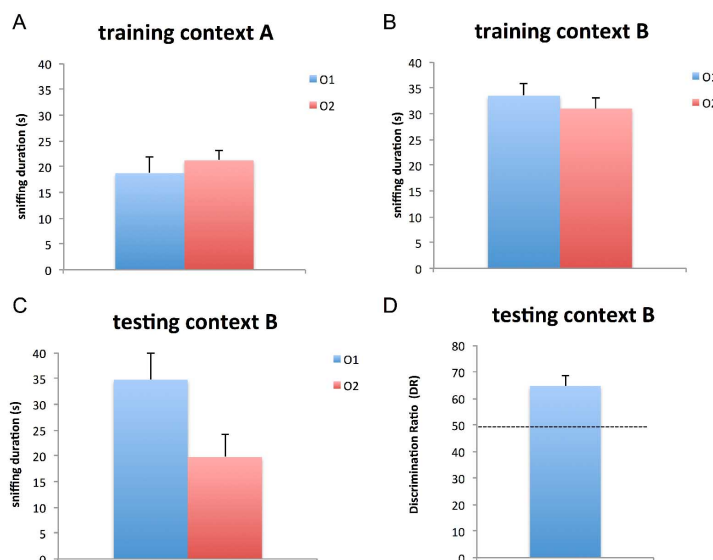 A
training context A
40
35
30
25
20
15
10
5
0
sniffing duration (s)
O1
O2
B
training context B
40
35
30
25
20
15
10
5
0
sniffing duration (s)
C
testing context B
40
35
30
25
20
15
10
5
0
sniffing duration (s)
O1
O2
D
testing context B
80
70
60
50
40
30
20
10
0
Discrimination Ratio (DR)